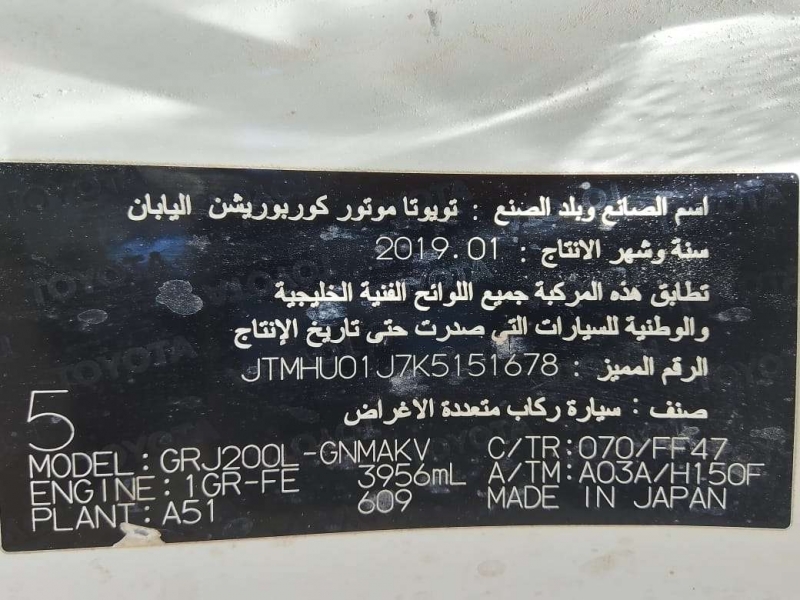 اسم الصانع وبلد الصنع : تويوتا موتور كوربوريشن اليابان
سنة وشهر الانتاج : 2019.01
تطابق هذه المركبة جميع اللوائح الفنية الخليجية
والوطنية للسيارات التي صدرت حتى تاريخ الإنتاج
الرقم المميز : JTMHU01J7K5151678
صنف : سيارة ركاب متعددة الاغراض
5
MODEL:GRJ200L-GNMAKV C/TR:070/FF47
ENGINE:1GR-FE 3956mL A/TM:A03A/H150F
PLANT:A51 609 MADE IN JAPAN